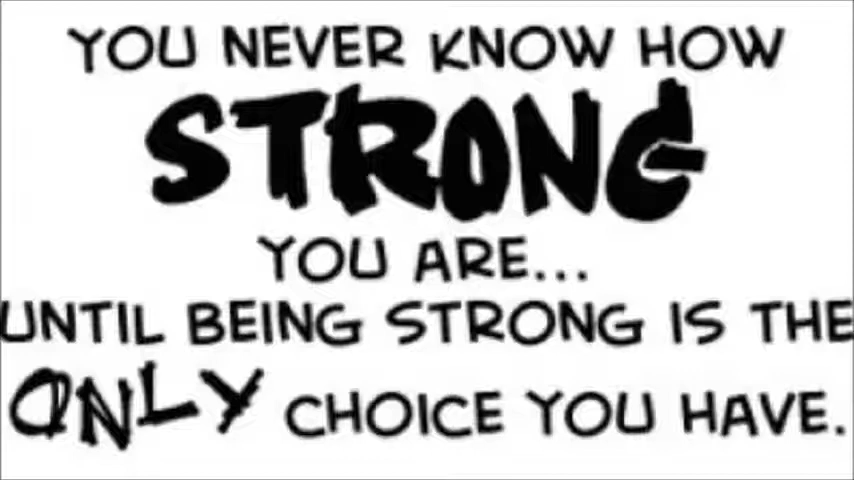 YOU NEVER KNOW HOW
STRONG
YOU ARE...
UNTIL BEING STRONG IS THE
ONLY CHOICE YOU HAVE.